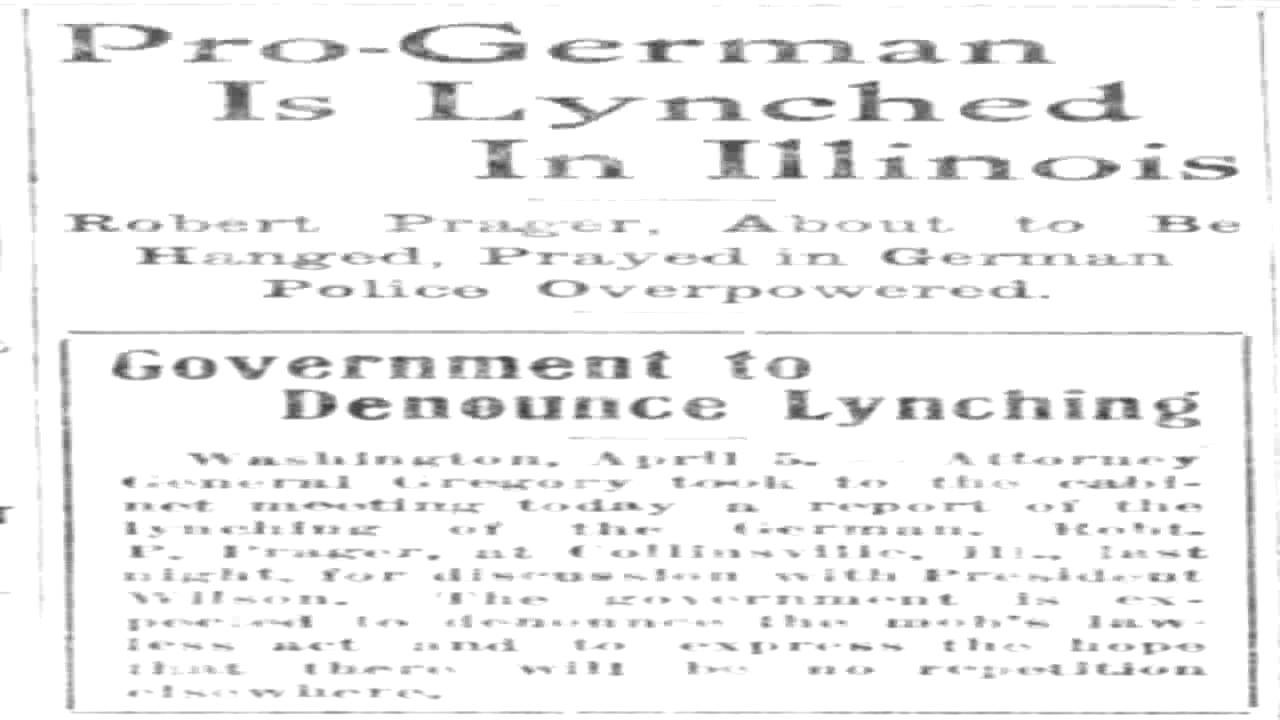 Pro-German
Is Lynched
In Illinois
Robert Prager, About to Be
Hanged, Prayed in German
Police Overpowered.
Government to
Denounce Lynching
Washington, April 5. — Attorney
General Gregory took to the cabi-
net meeting today a report of the
lynching of the German, Robt.
P. Prager, at Collinsville, Ill., last
night, for discussion with President
Wilson. The government is ex-
pected to denounce the mob's law-
less act and to express the hope
that there will be no repetition
elsewhere.